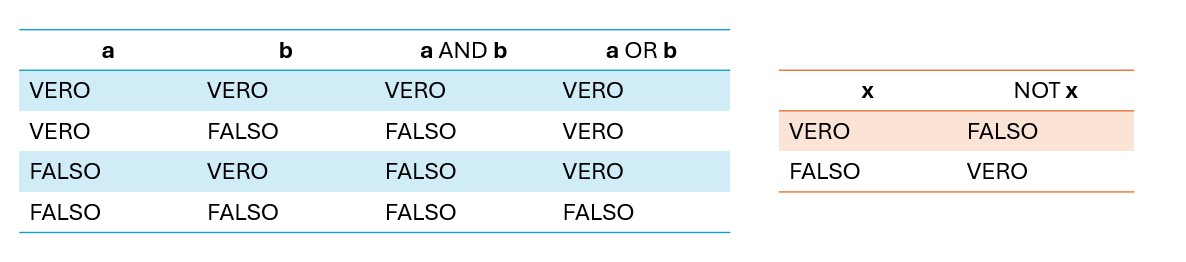 a b a AND b a OR b
VERO VERO VERO VERO
VERO FALSO FALSO VERO
FALSO VERO FALSO VERO
FALSO FALSO FALSO FALSO
x NOT x
VERO FALSO
FALSO VERO